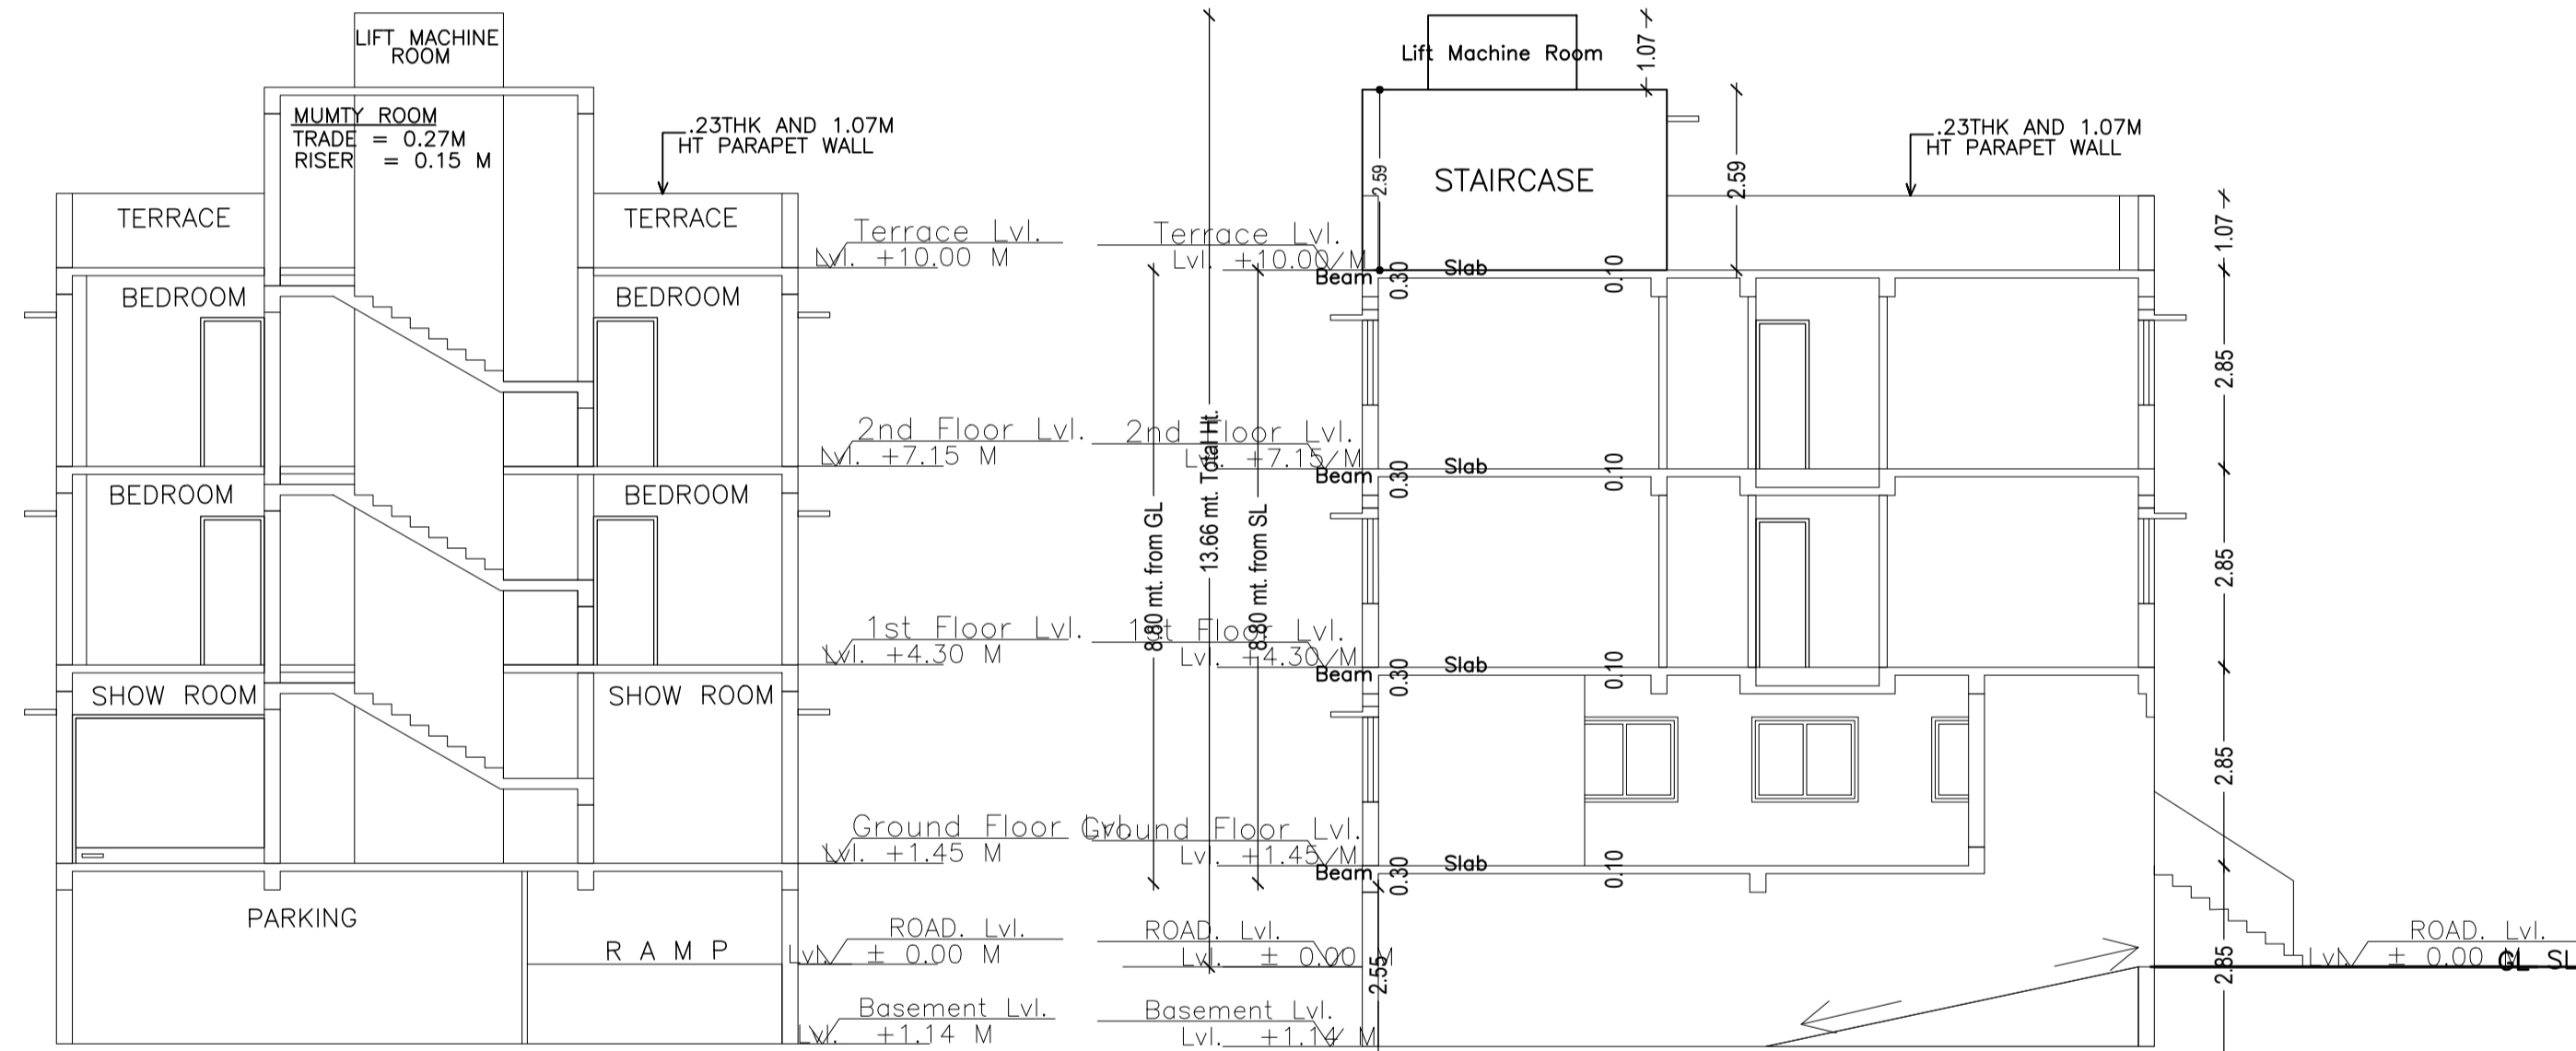 LIFT MACHINE
ROOM
MUMTY ROOM
TRADE = 0.27M
RISER = 0.15 M
.23THK AND 1.07M
HT PARAPET WALL
TERRACE
TERRACE
Terrace Lvl.
Lvl. +10.00 M
BEDROOM
BEDROOM
2nd Floor Lvl.
Lvl. +7.15 M
BEDROOM
BEDROOM
1st Floor Lvl.
Lvl. +4.30 M
SHOW ROOM
SHOW ROOM
Ground Floor Lvl.
Lvl. +1.45 M
PARKING
R A M P
ROAD. Lvl.
Lvl. ± 0.00 M
Basement Lvl.
Lvl. +1.14 M
Lift Machine Room
1.07
.23THK AND 1.07M
HT PARAPET WALL
2.59
STAIRCASE
2.59
1.07
Terrace Lvl.
Lvl. +10.00 M
Beam
0.30
Slab
0.10
2.85
2nd Floor Lvl.
Lvl. +7.15 M
Beam
0.30
Slab
0.10
8.80 mt. from GL
13.66 mt. Total Ht.
8.80 mt. from SL
2.85
1st Floor Lvl.
Lvl. +4.30 M
Beam
0.30
Slab
0.10
2.85
Ground Floor Lvl.
Lvl. +1.45 M
Beam
0.30
Slab
0.10
ROAD. Lvl.
Lvl. ± 0.00 M
2.55
2.85
ROAD. Lvl.
Lvl. ± 0.00 M
GL SL
Basement Lvl.
Lvl. +1.14 M